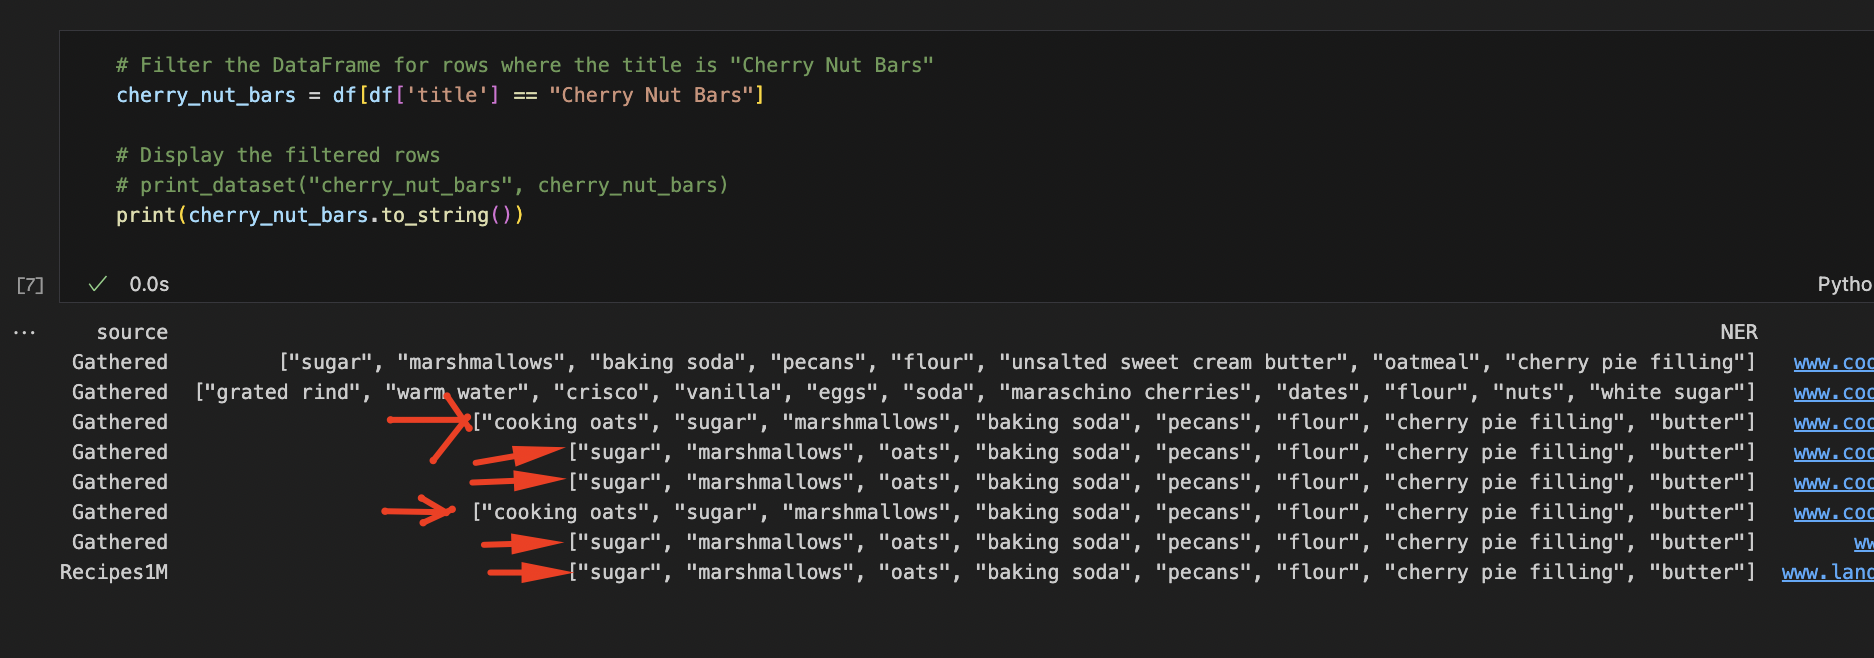 # Filter the DataFrame for rows where the title is "Cherry Nut Bars"
cherry_nut_bars = df[df['title'] == "Cherry Nut Bars"]
# Display the filtered rows
# print_dataset("cherry_nut_bars", cherry_nut_bars)
print(cherry_nut_bars.to_string())
[7] ✓ 0.0s Pytho
... source NER
Gathered ["sugar", "marshmallows", "baking soda", "pecans", "flour", "unsalted sweet cream butter", "oatmeal", "cherry pie filling"] www.coo
Gathered ["grated rind", "warm water", "crisco", "vanilla", "eggs", "soda", "maraschino cherries", "dates", "flour", "nuts", "white sugar"] www.coo
Gathered ["cooking oats", "sugar", "marshmallows", "baking soda", "pecans", "flour", "cherry pie filling", "butter"] www.coo
Gathered ["sugar", "marshmallows", "oats", "baking soda", "pecans", "flour", "cherry pie filling", "butter"] www.coo
Gathered ["sugar", "marshmallows", "oats", "baking soda", "pecans", "flour", "cherry pie filling", "butter"] www.coo
Gathered ["cooking oats", "sugar", "marshmallows", "baking soda", "pecans", "flour", "cherry pie filling", "butter"] www.coo
Gathered ["sugar", "marshmallows", "oats", "baking soda", "pecans", "flour", "cherry pie filling", "butter"] ww
Recipes1M ["sugar", "marshmallows", "oats", "baking soda", "pecans", "flour", "cherry pie filling", "butter"] www.land